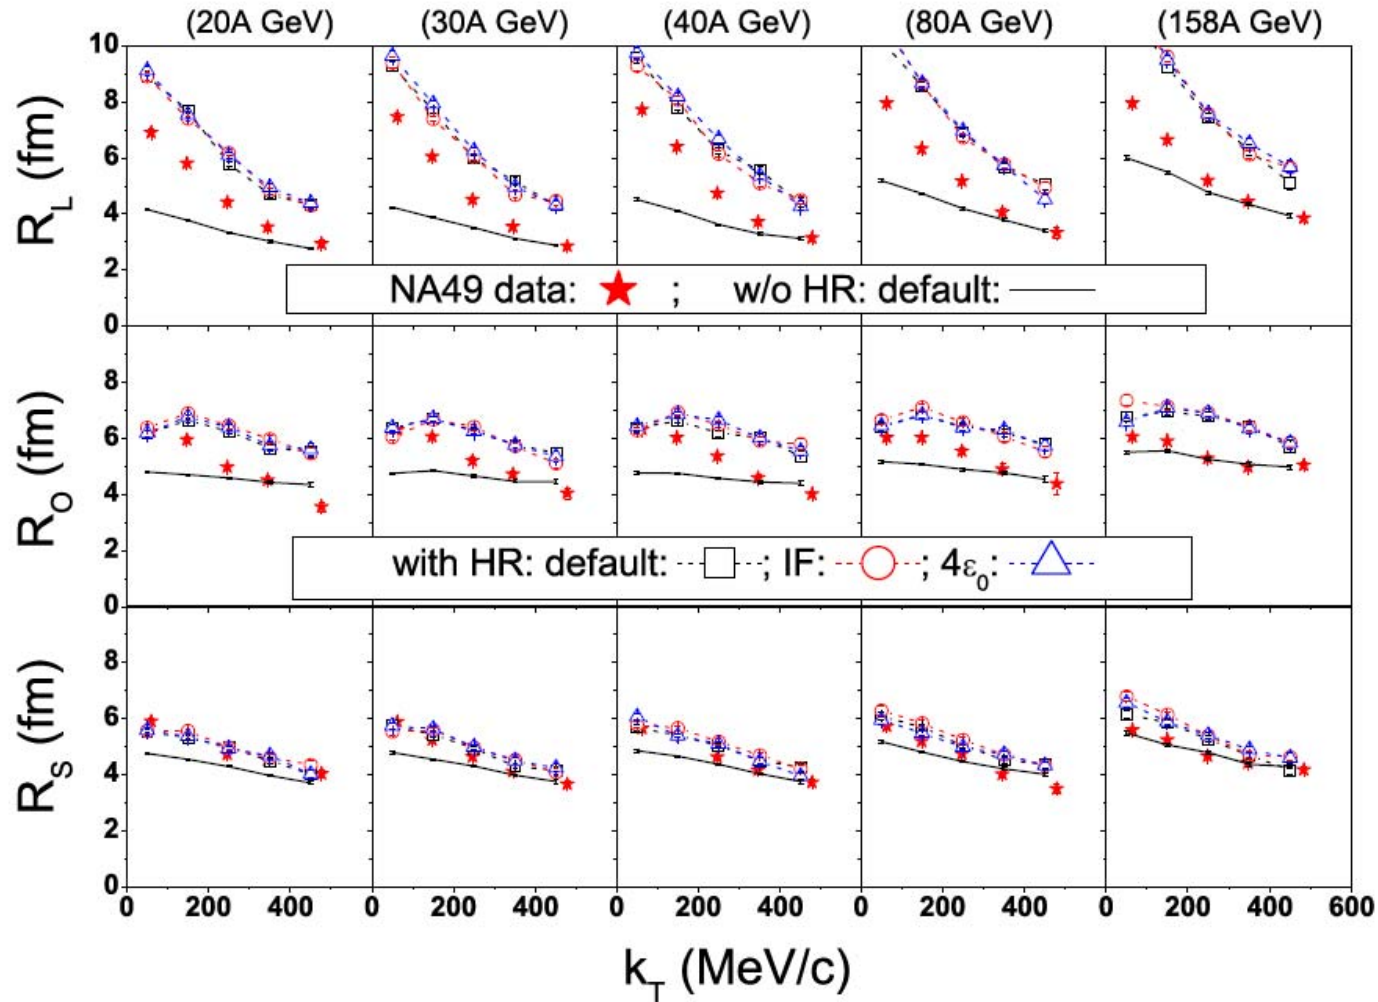 (20A GeV) (30A GeV) (40A GeV) (80A GeV) (158A GeV)
10
8
6
4
2
0
R_L (fm)
NA49 data: ★ ; w/o HR: default:
8
6
4
2
0
R_O (fm)
with HR: default: --□--; IF: --○--; 4ε_0: --△--
8
6
4
2
0
R_S (fm)
0 200 400 0 200 400 0 200 400 0 200 400 0 200 400 600
k_T (MeV/c)